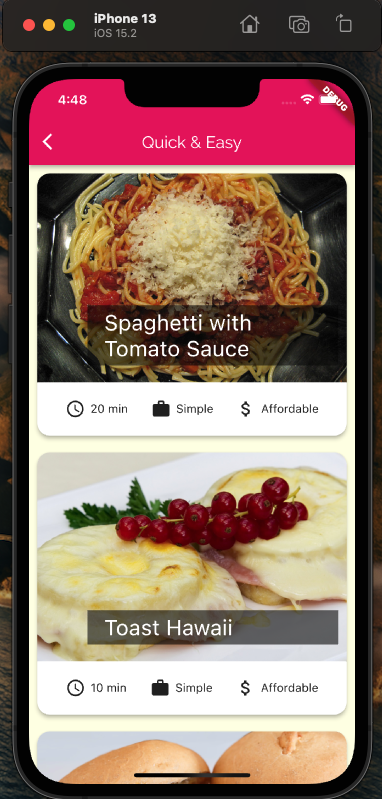 iPhone 13
iOS 15.2
4:48
DEBUG
Quick & Easy
Spaghetti with
Tomato Sauce
20 min Simple Affordable
Toast Hawaii
10 min Simple Affordable